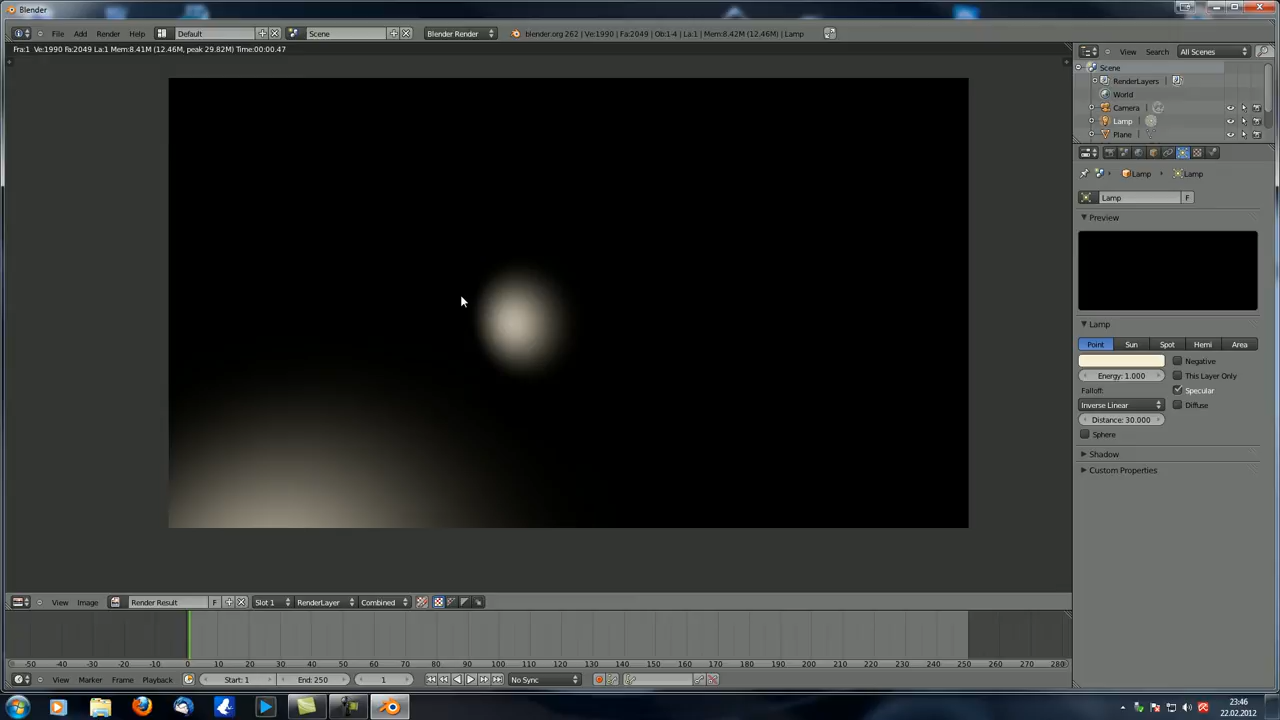 Blender
File Add Render Help Default Scene Blender Render blender.org 262 | Ve:1990 | Fa:2049 | Ob:1-4 | La:1 | Mem:8.42M (12.46M) | Lamp
Fra:1 Ve:1990 Fa:2049 La:1 Mem:8.41M (12.46M, peak 29.82M) Time:00:00.47
View Search All Scenes
Scene
RenderLayers
World
Camera
Lamp
Plane
Lamp Lamp
Lamp F
Preview
Lamp
Point Sun Spot Hemi Area
Negative
Energy: 1.000 This Layer Only
Falloff: Specular
Inverse Linear Diffuse
Distance: 30.000
Sphere
Shadow
Custom Properties
View Image Render Result F Slot 1 RenderLayer Combined
-50 -40 -30 -20 -10 0 10 20 30 40 50 60 70 80 90 100 110 120 130 140 150 160 170 180 190 200 210 220 230 240 250 260 270 280
View Marker Frame Playback Start: 1 End: 250 1 No Sync
23:46
22.02.2012